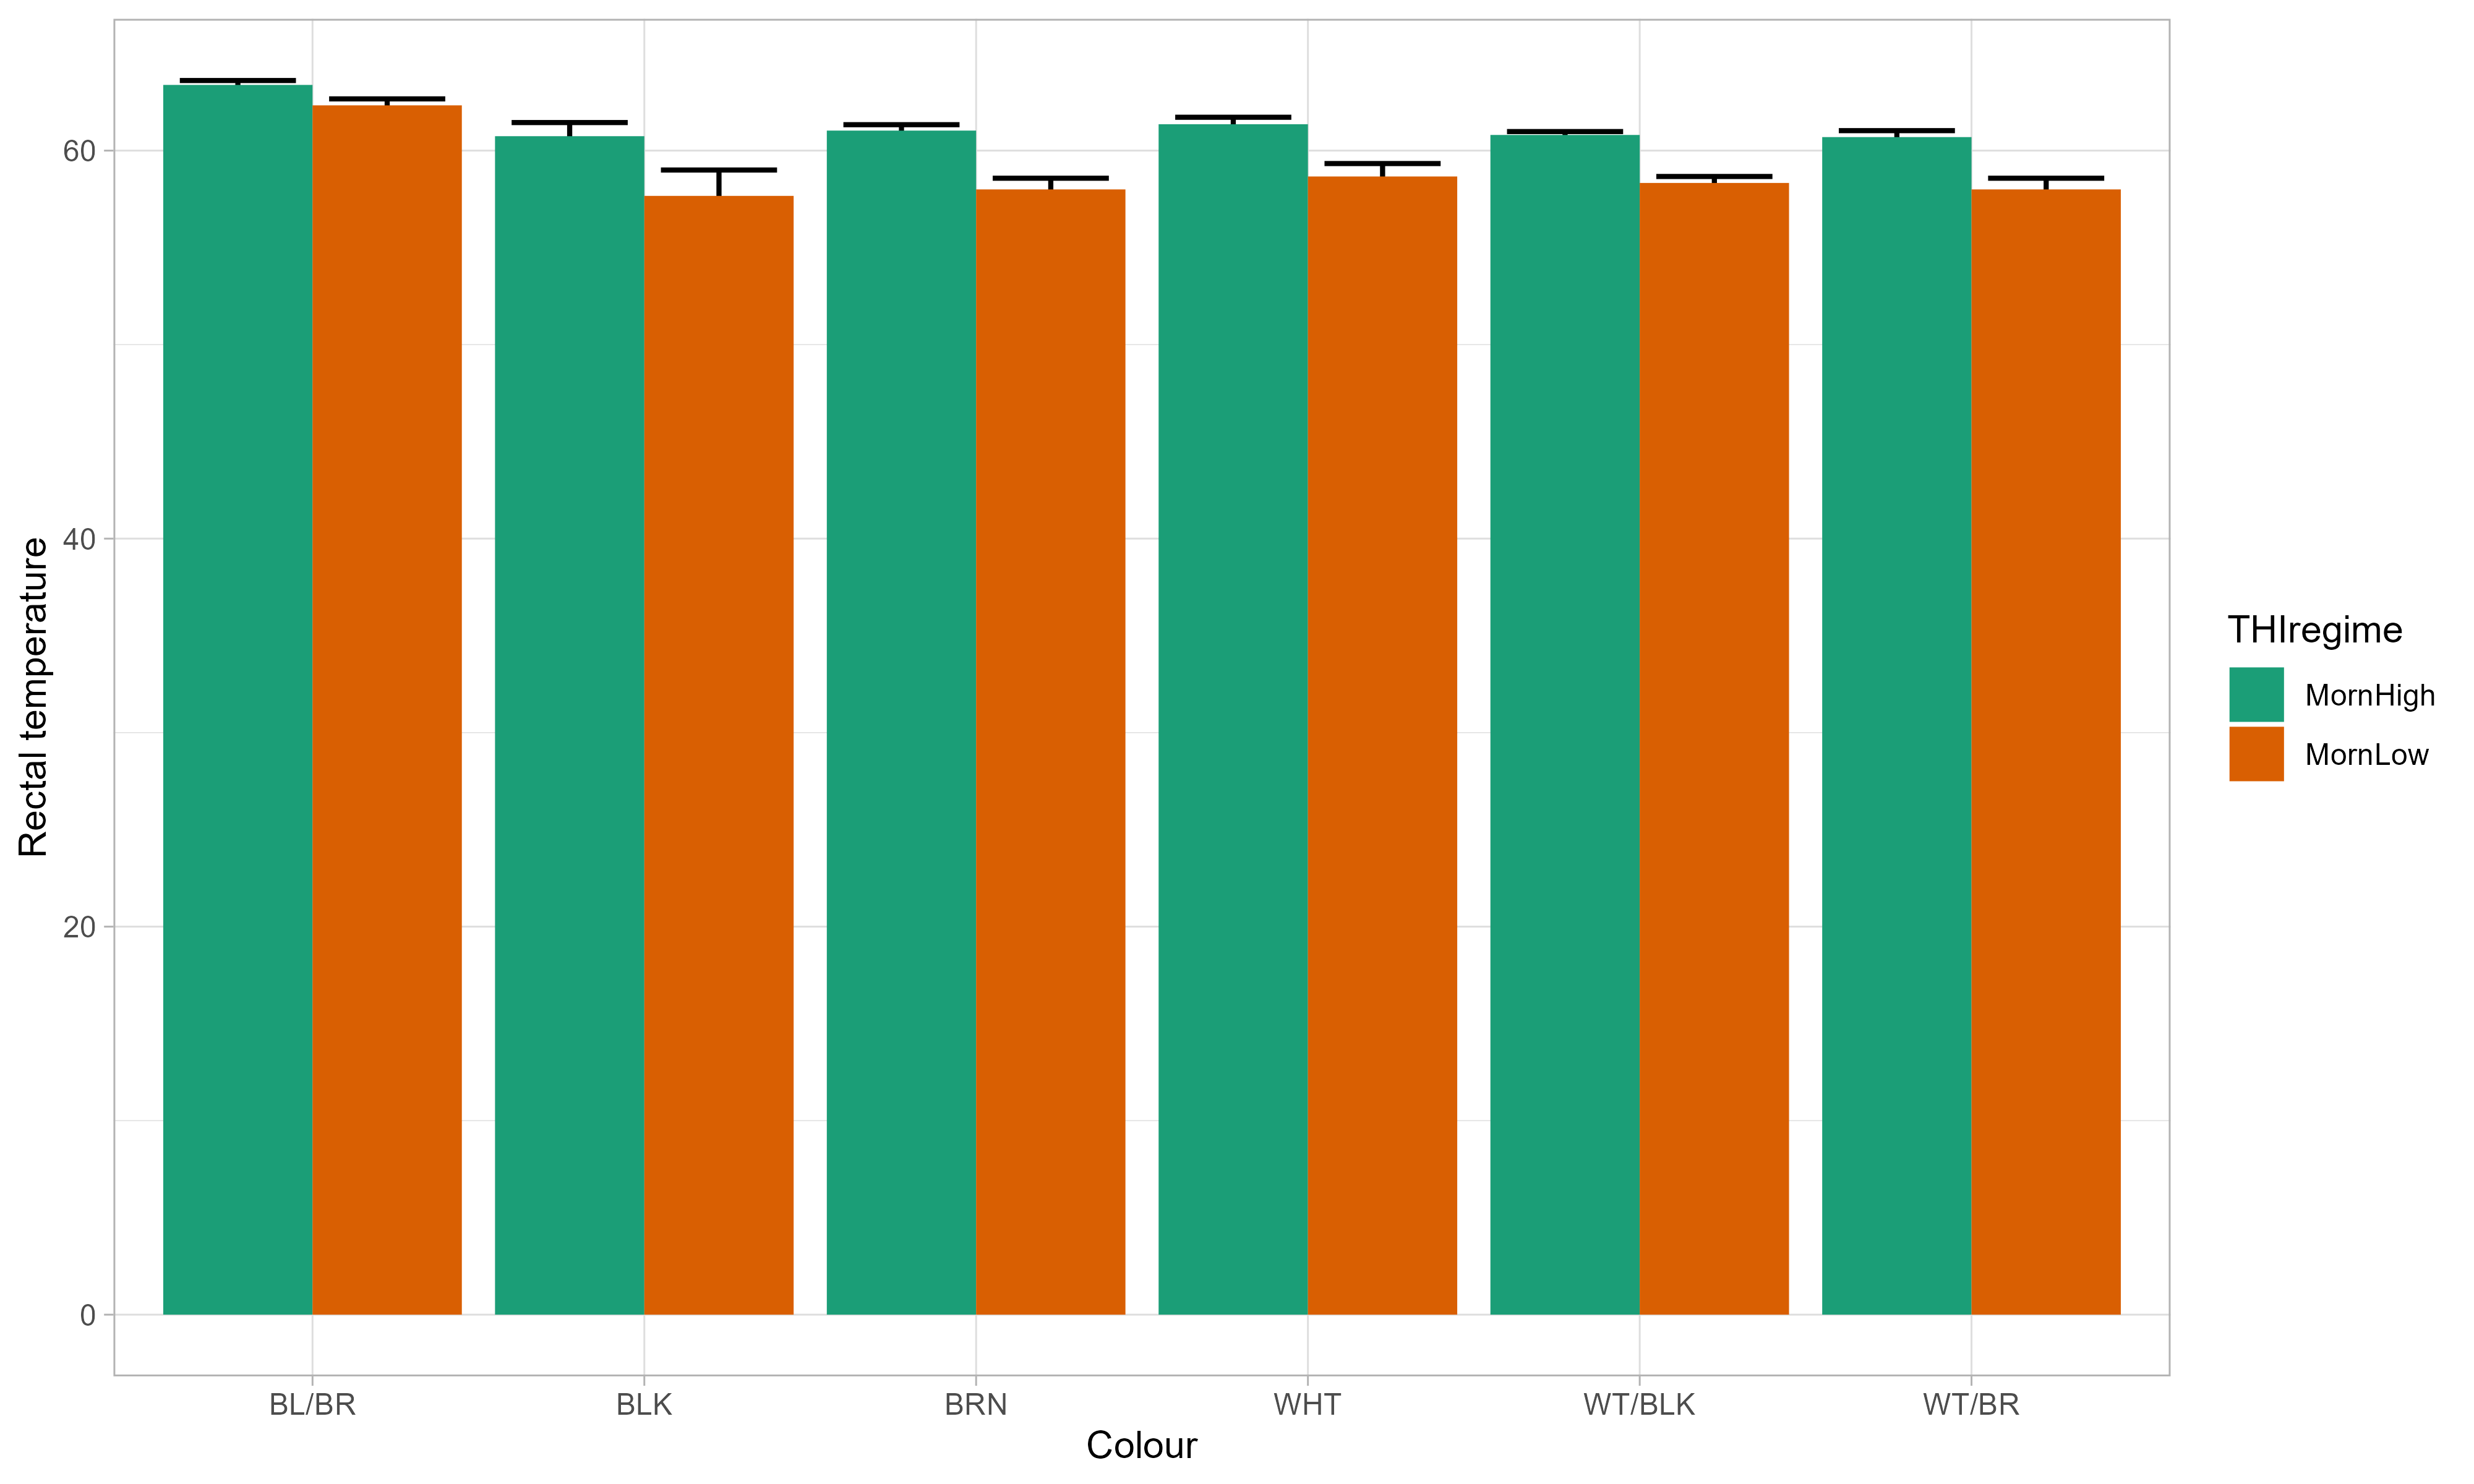 Rectal temperature
60
40
20
0
BL/BR BLK BRN WHT WT/BLK WT/BR
Colour
THIregime
MornHigh
MornLow